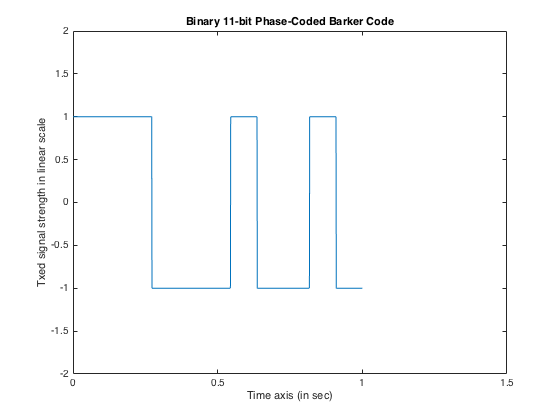 Binary 11-bit Phase-Coded Barker Code
2
1.5
1
0.5
0
-0.5
-1
-1.5
-2
Txed signal strength in linear scale
0 0.5 1 1.5
Time axis (in sec)